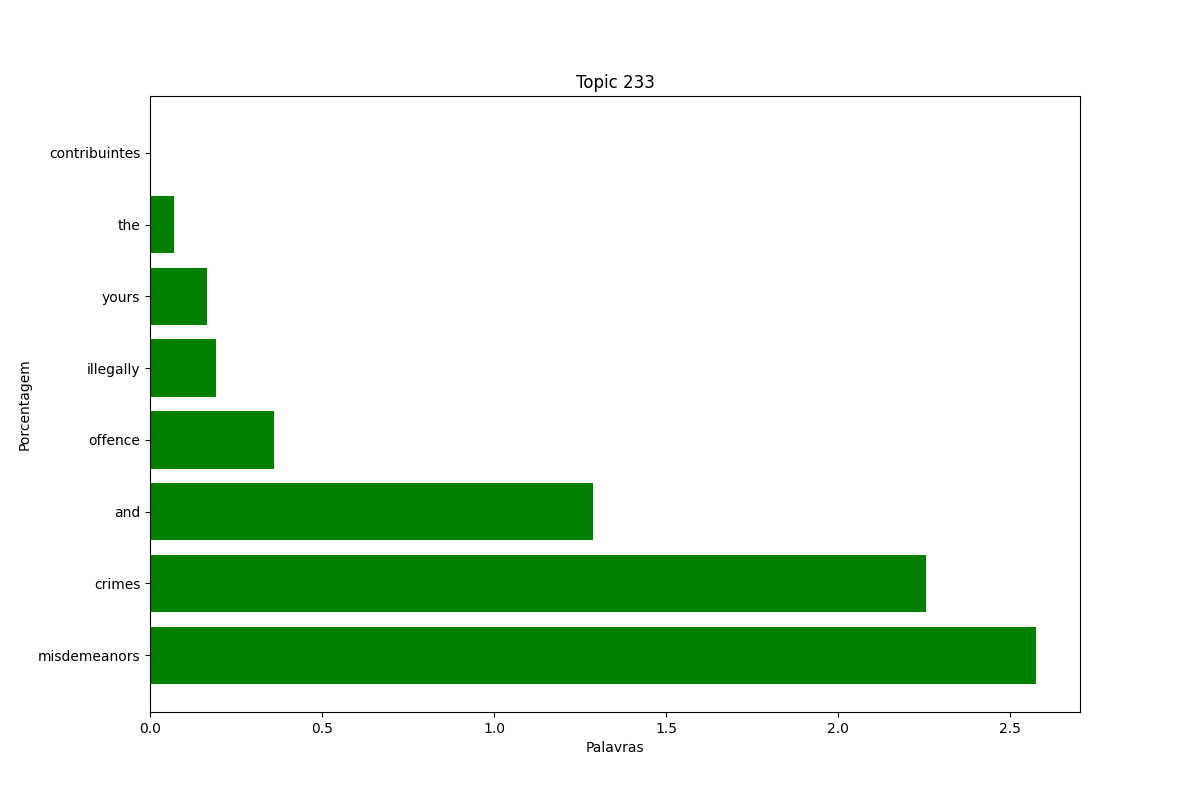 Topic 233
contribuintes
the
yours
illegally
offence
and
crimes
misdemeanors
Porcentagem
0.0 0.5 1.0 1.5 2.0 2.5
Palavras